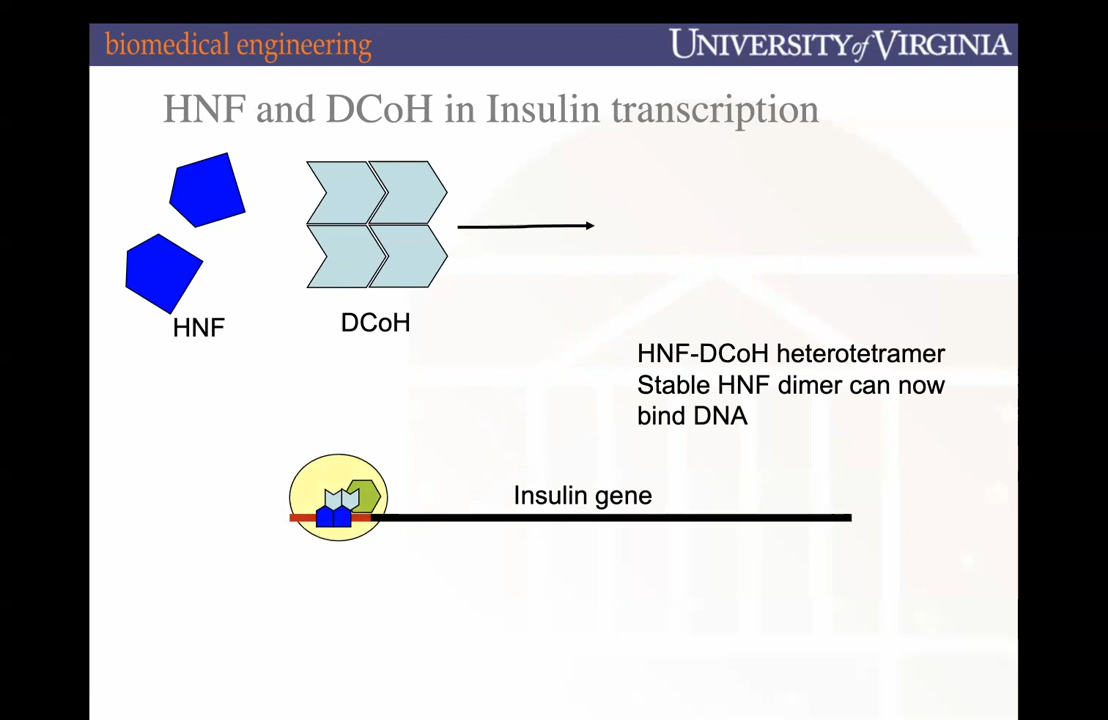 biomedical engineering
UNIVERSITY of VIRGINIA
HNF and DCoH in Insulin transcription
HNF
DCoH
HNF-DCoH heterotetramer
Stable HNF dimer can now
bind DNA
Insulin gene